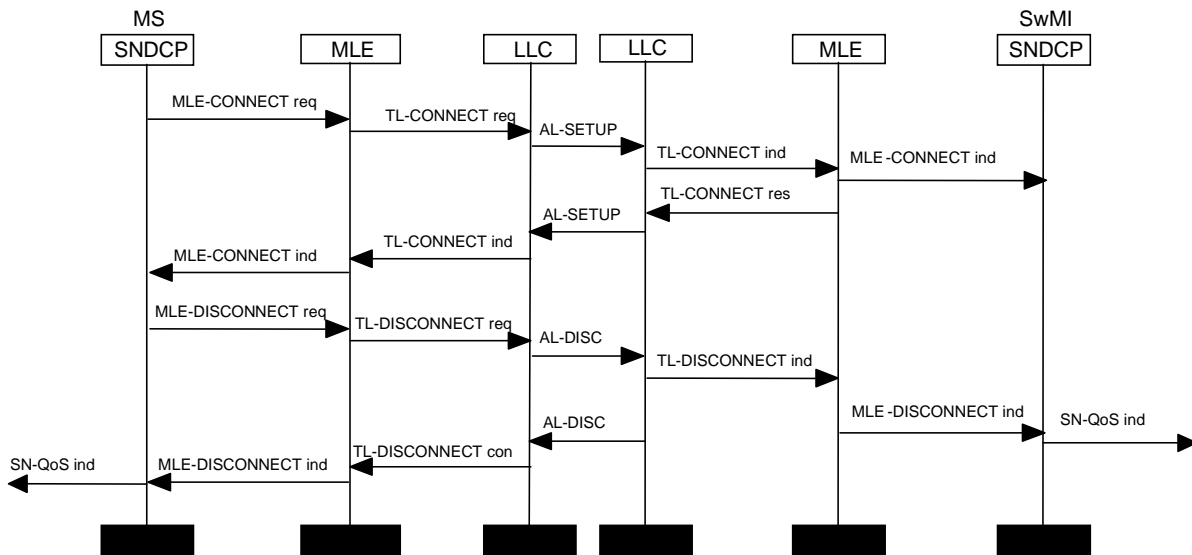 MS
SwMI
SNDCP
MLE
LLC
LLC
MLE
SNDCP
MLE-CONNECT req
TL-CONNECT req
AL-SETUP
TL-CONNECT ind
MLE-CONNECT ind
TL-CONNECT res
AL-SETUP
TL-CONNECT ind
MLE-CONNECT ind
MLE-DISCONNECT req
TL-DISCONNECT req
AL-DISC
TL-DISCONNECT ind
MLE-DISCONNECT ind
SN-QoS ind
AL-DISC
TL-DISCONNECT con
MLE-DISCONNECT ind
SN-QoS ind